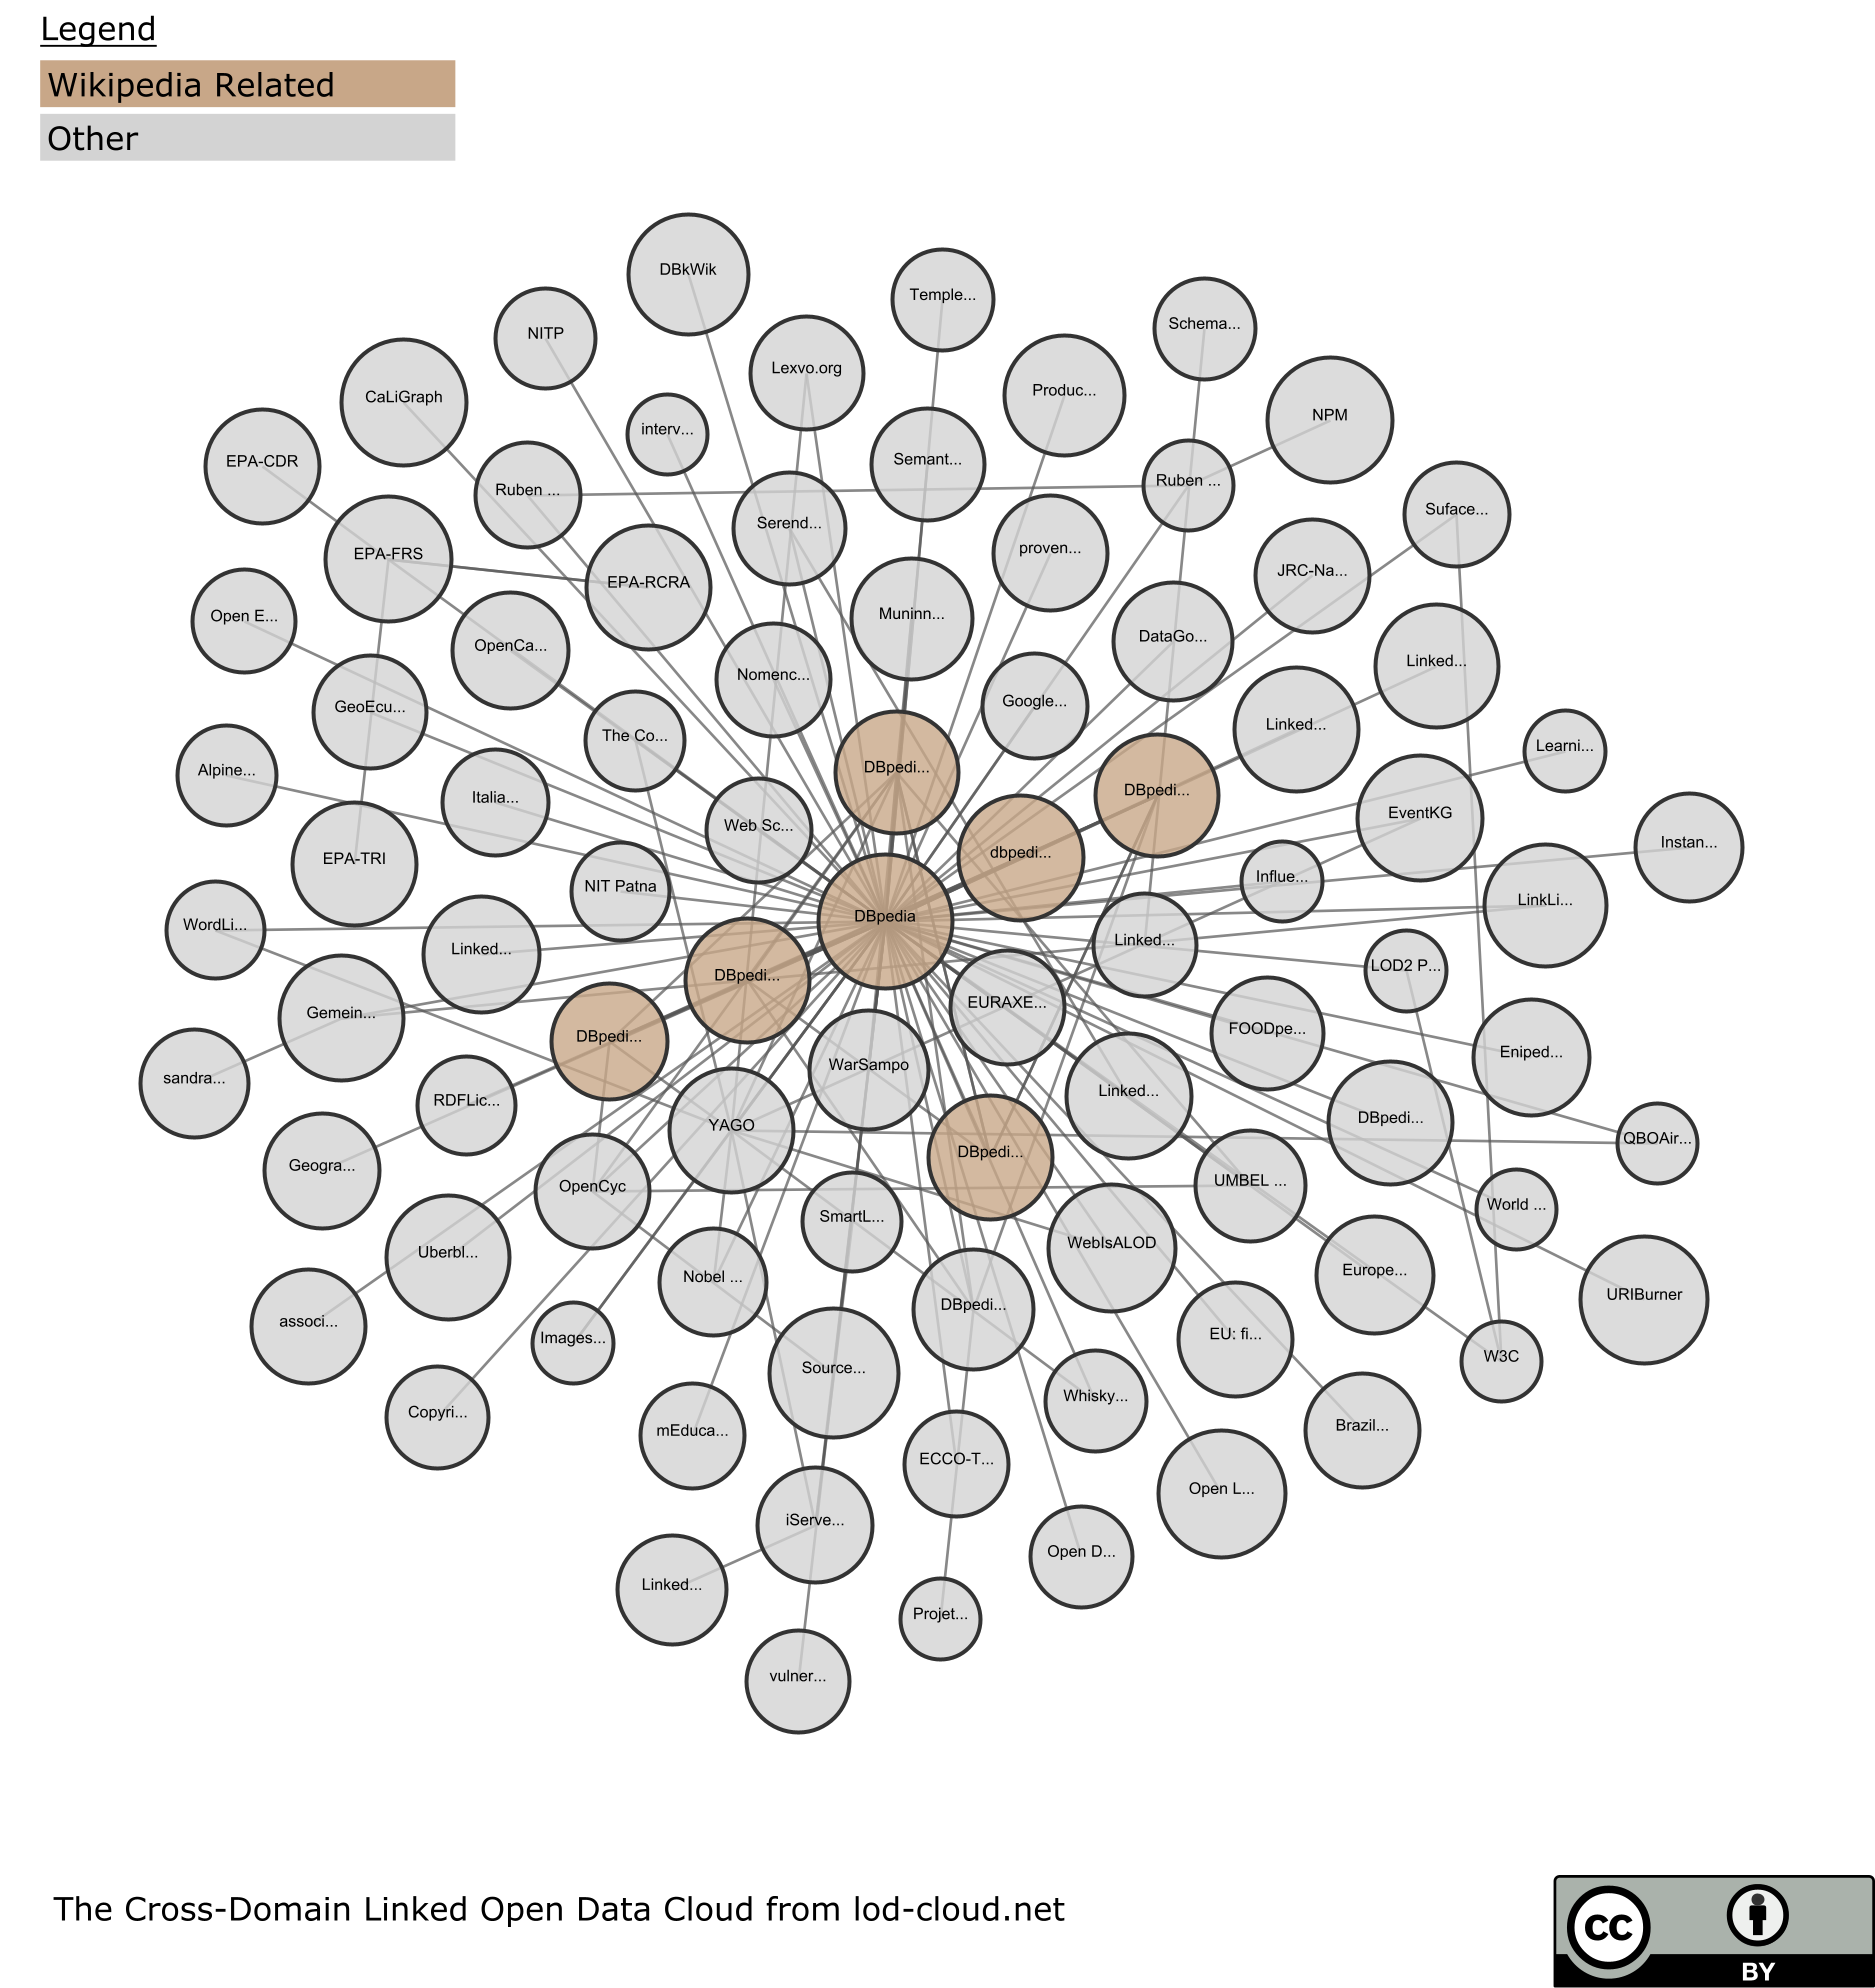 Legend
Wikipedia Related
Other
DBkWik
Temple...
Schema...
NITP
Lexvo.org
Produc...
CaLiGraph
NPM
interv...
EPA-CDR
Semant...
Ruben ...
Ruben ...
Suface...
Serend...
EPA-FRS
proven...
JRC-Na...
EPA-RCRA
Open E...
Muninn...
OpenCa...
DataGo...
Linked...
Nomenc...
GeoEcu...
Google...
The Co...
Linked...
Learni...
Alpine...
DBpedi...
DBpedi...
Italia...
Web Sc...
EventKG
Instan...
dbpedi...
EPA-TRI
NIT Patna
Influe...
LinkLi...
DBpedia
WordLi...
Linked...
Linked...
LOD2 P...
DBpedi...
EURAXE...
Gemein...
DBpedi...
FOODpe...
Eniped...
WarSampo
sandra...
Linked...
RDFLic...
DBpedi...
YAGO
QBOAir...
DBpedi...
Geogra...
OpenCyc
UMBEL ...
World ...
SmartL...
WebIsALOD
Uberbl...
Nobel ...
Europe...
URIBurner
DBpedi...
associ...
Images...
EU: fi...
W3C
Source...
Whisky...
Copyri...
mEduca...
Brazil...
ECCO-T...
Open L...
iServe...
Open D...
Linked...
Projet...
vulner...
The Cross-Domain Linked Open Data Cloud from lod-cloud.net
cc
BY